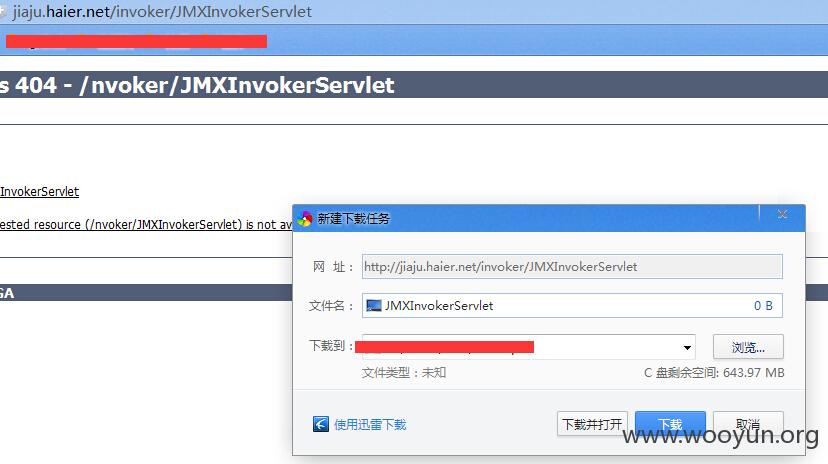 jiaju.haier.net/invoker/JMXInvokerServlet
s 404 - /nvoker/JMXInvokerServlet
InvokerServlet
ested resource (/nvoker/JMXInvokerServlet) is not av
GA
新建下载任务
网 址： http://jiaju.haier.net/invoker/JMXInvokerServlet
文件名： JMXInvokerServlet 0 B
下载到： 浏览...
文件类型：未知 C 盘剩余空间: 643.97 MB
使用迅雷下载 下载并打开 下载 取消
www.wooyun.org